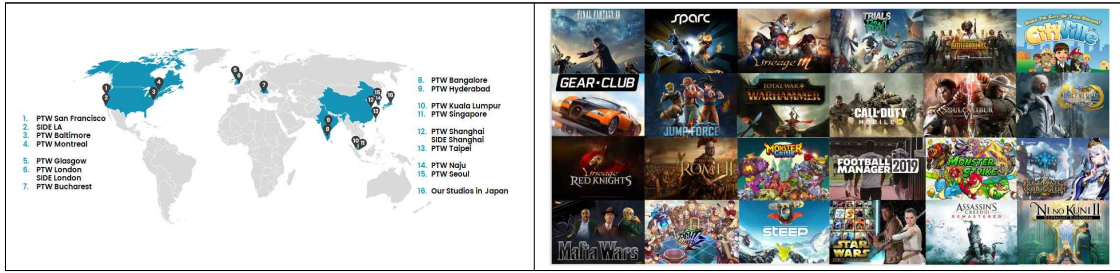 1. PTW San Francisco
2. SIDE LA
3. PTW Baltimore
4. PTW Montreal
5. PTW Glasgow
6. PTW London
SIDE London
7. PTW Bucharest
8. PTW Bangalore
9. PTW Hyderabad
10. PTW Kuala Lumpur
11. PTW Singapore
12. PTW Shanghai
SIDE Shanghai
13. PTW Taipei
14. PTW Naju
15. PTW Seoul
16. Our Studios in Japan
FINAL FANTASY XV
sparc
Lineage M
TRIALS
BATTLEGROUNDS
CityVille
GEAR·CLUB
JUMP FORCE
TOTAL WAR
WARHAMMER
CALL OF DUTY
MOBILE
SOULCALIBUR
Lineage
RED KNIGHTS
ROME II
MONSTER
FOOTBALL
MANAGER 2019
MONSTER
STRIKE
Mafia Wars
STEEP
STAR
WARS
ASSASSIN'S
CREED III
REMASTERED
NI NO KUNI II
REVENANT KINGDOM